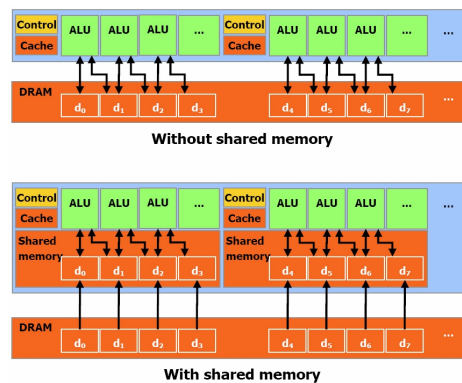 Control ALU ALU ALU ... Control ALU ALU ALU ... ...
Cache Cache
DRAM ...
d0 d1 d2 d3 d4 d5 d6 d7
Without shared memory
Control ALU ALU ALU ... Control ALU ALU ALU ... ...
Cache Cache
Shared Shared
memory memory
d0 d1 d2 d3 d4 d5 d6 d7
DRAM ...
d0 d1 d2 d3 d4 d5 d6 d7
With shared memory